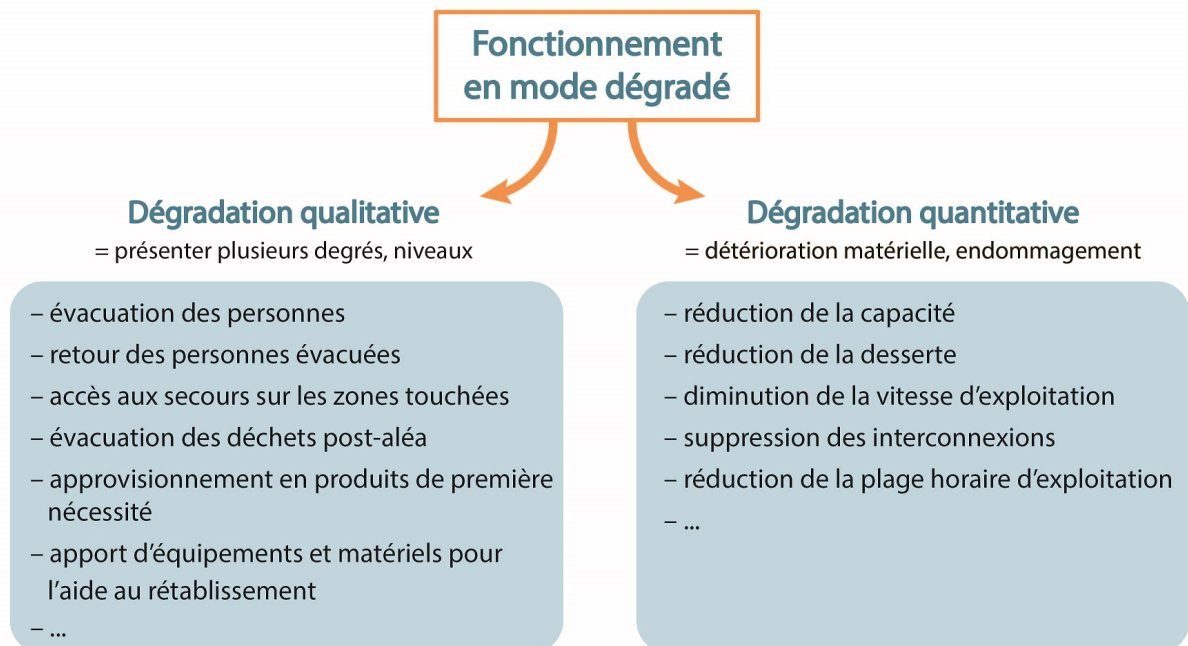 Fonctionnement
en mode dégradé
Dégradation qualitative
= présenter plusieurs degrés, niveaux
– évacuation des personnes
– retour des personnes évacuées
– accès aux secours sur les zones touchées
– évacuation des déchets post-aléa
– approvisionnement en produits de première
nécessité
– apport d’équipements et matériels pour
l’aide au rétablissement
– ...
Dégradation quantitative
= détérioration matérielle, endommagement
– réduction de la capacité
– réduction de la desserte
– diminution de la vitesse d’exploitation
– suppression des interconnexions
– réduction de la plage horaire d’exploitation
– ...